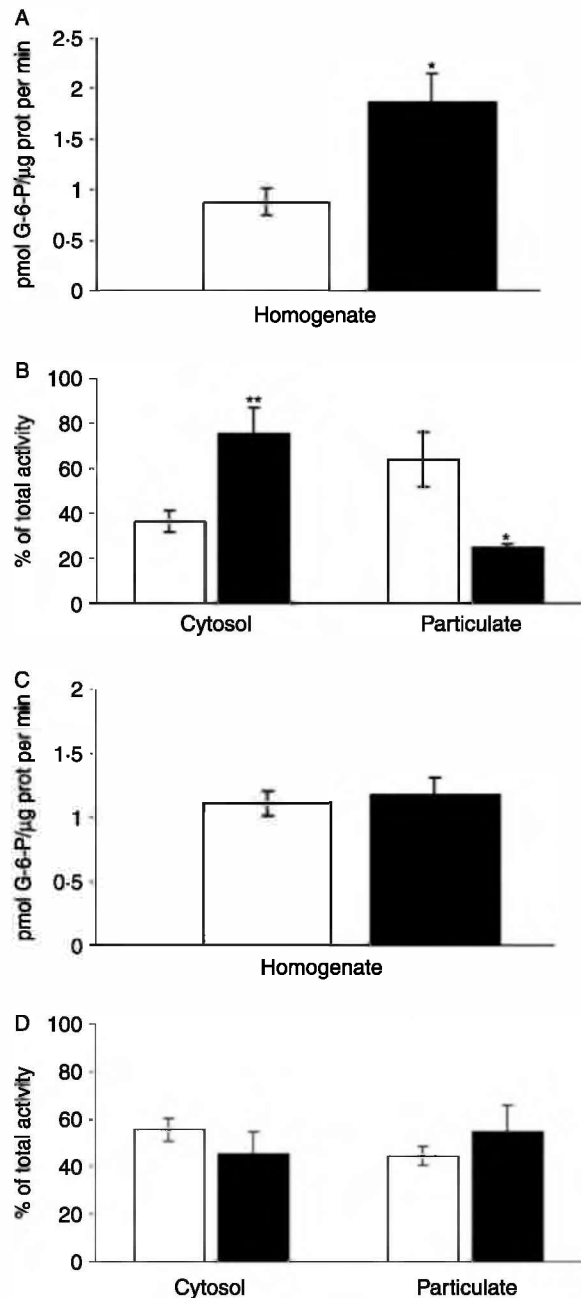 A
2·5
2
1·5
1
0·5
0
pmol G-6-P/µg prot per min
*
Homogenate
B
100
80
60
40
20
0
% of total activity
**
*
Cytosol Particulate
C
2
1·5
1
0·5
0
pmol G-6-P/µg prot per min
Homogenate
D
100
80
60
40
20
0
% of total activity
Cytosol Particulate